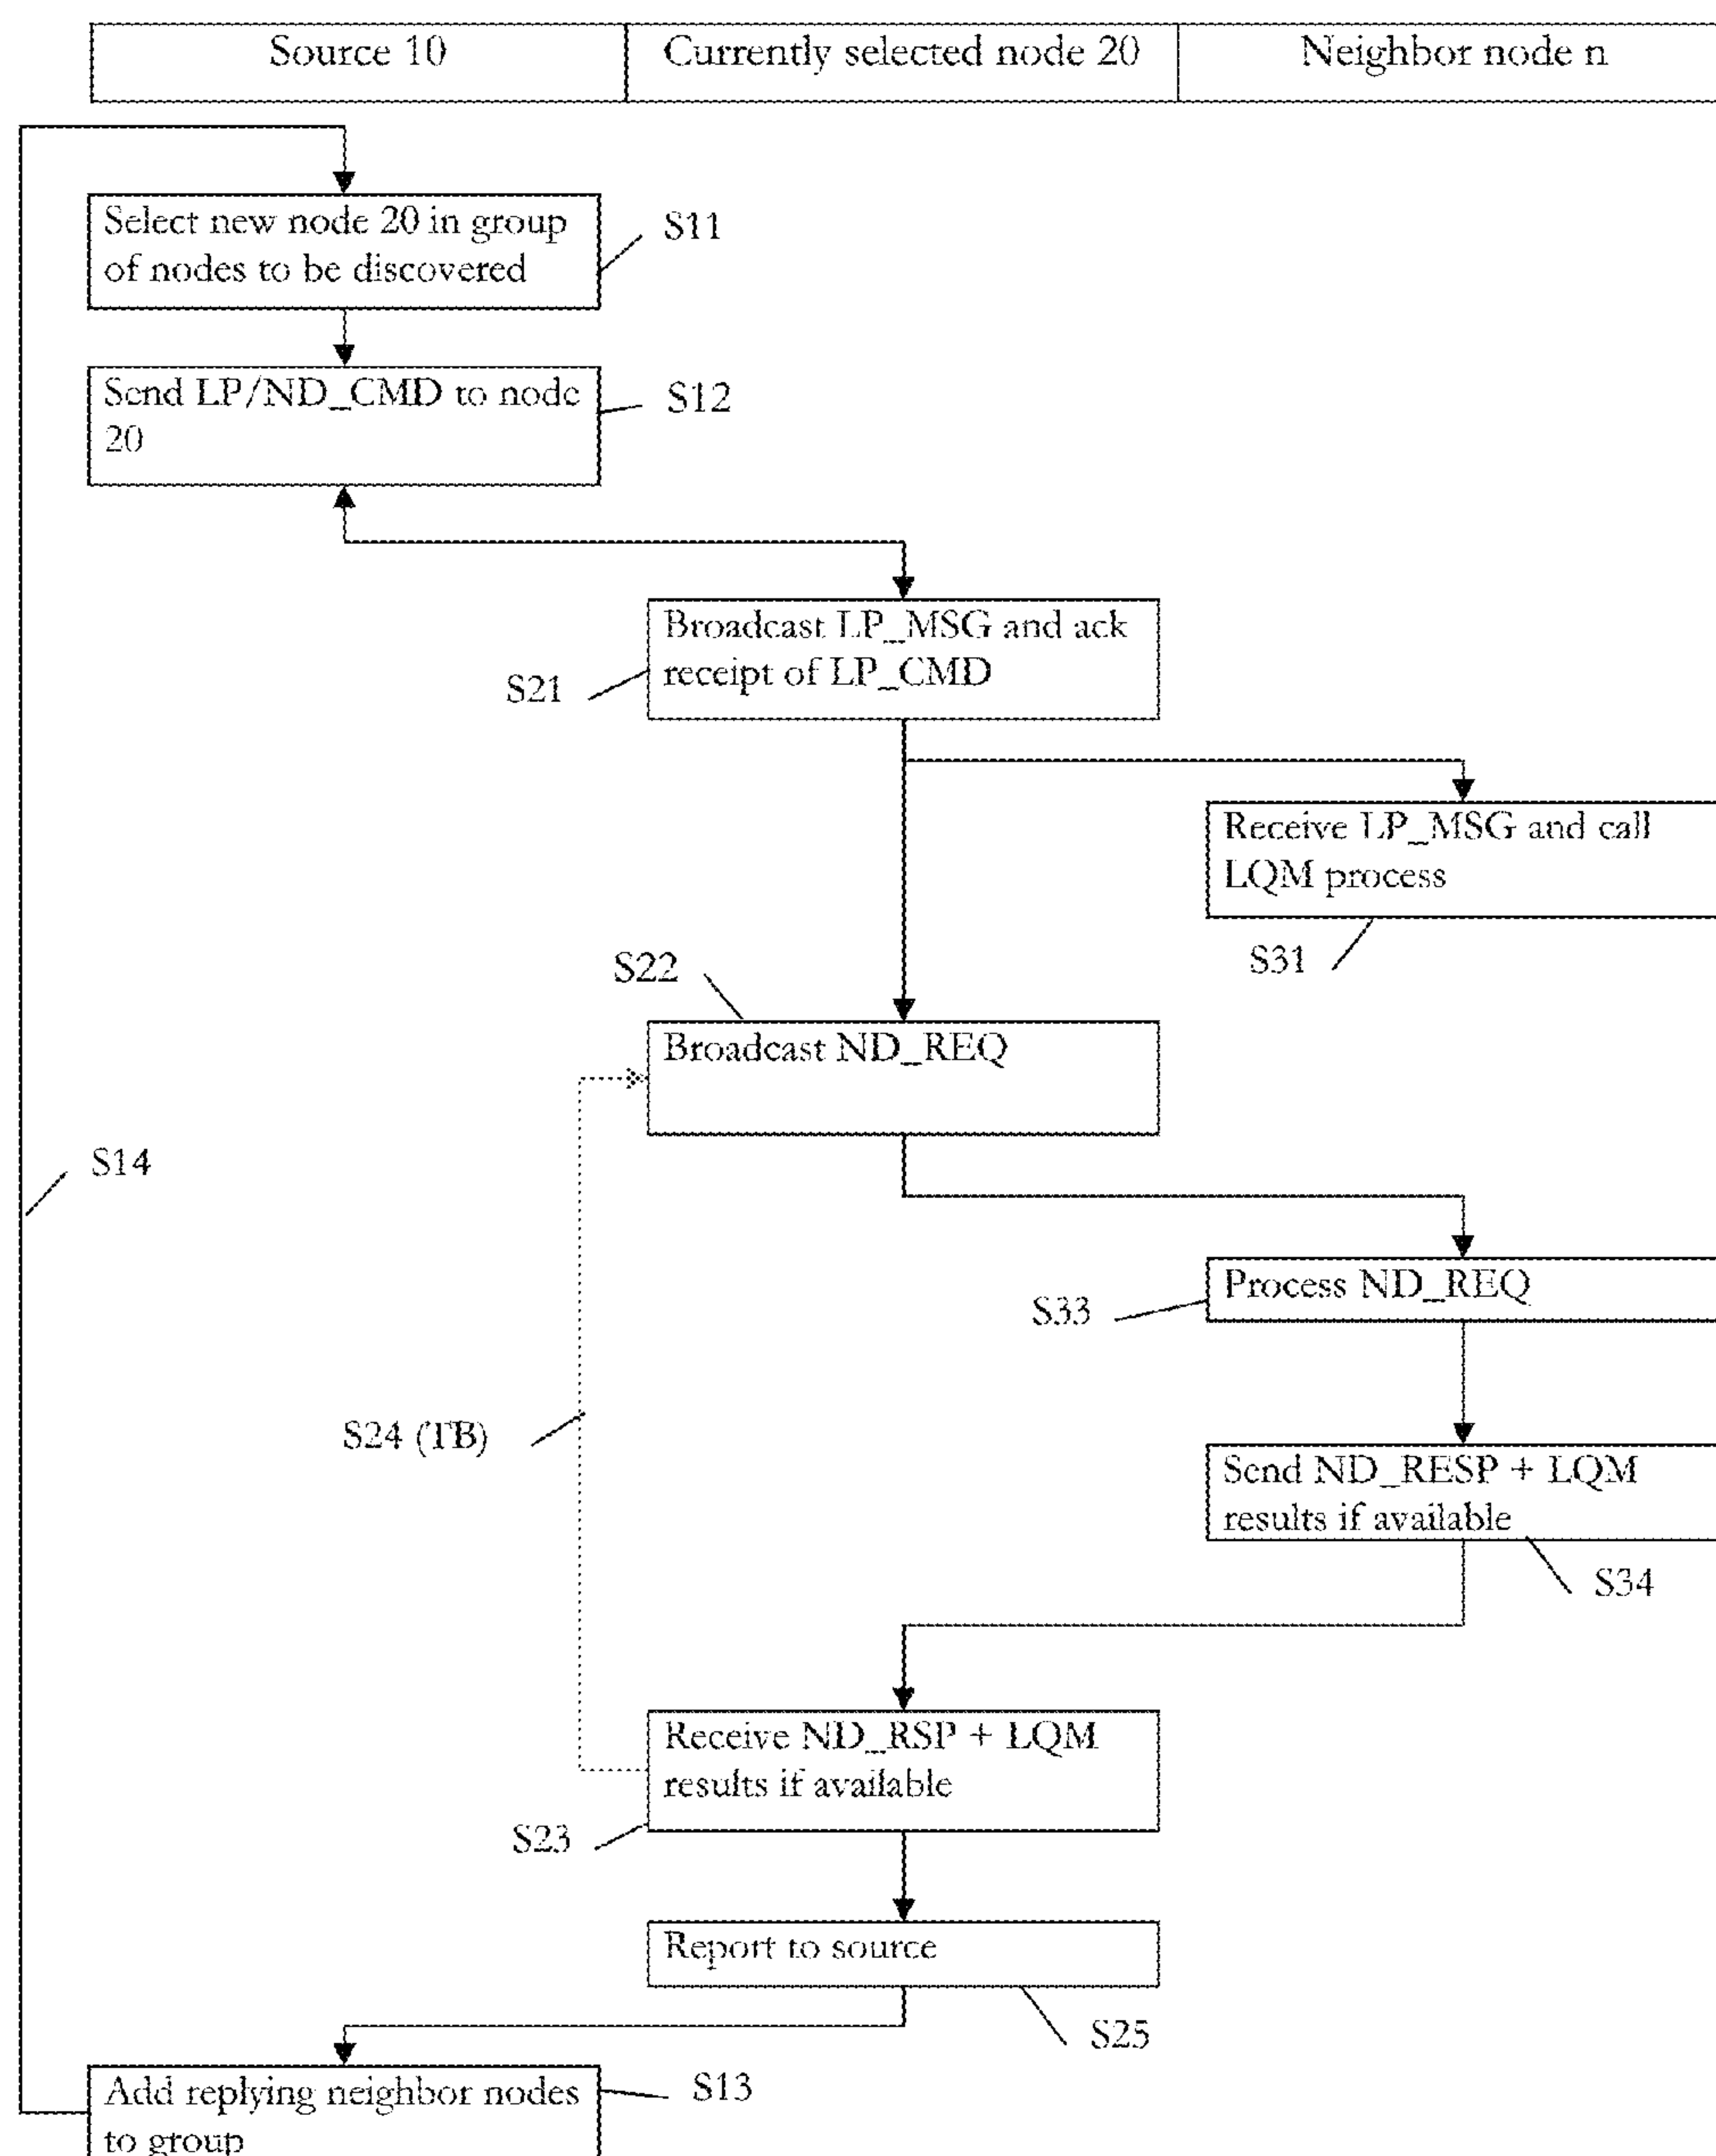 Source 10
Currently selected node 20
Neighbor node n
Select new node 20 in group
of nodes to be discovered
S11
Send LP/ND_CMD to node
20
S12
Broadcast LP_MSG and ack
receipt of LP_CMD
S21
Receive LP_MSG and call
LQM process
S31
S22
Broadcast ND_REQ
S14
Process ND_REQ
S33
S24 (TB)
Send ND_RESP + LQM
results if available
S34
Receive ND_RSP + LQM
results if available
S23
Report to source
S25
Add replying neighbor nodes
to group
S13